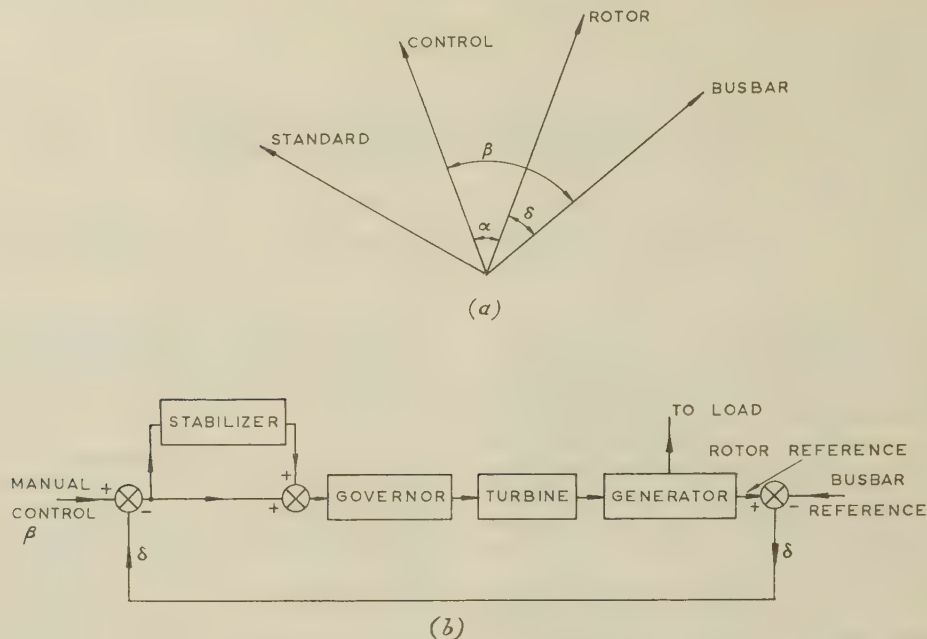 ROTOR
CONTROL
BUSBAR
STANDARD
β
δ
α
(a)
STABILIZER
TO LOAD
ROTOR REFERENCE
MANUAL
CONTROL
β
+
-
+
+
GOVERNOR
TURBINE
GENERATOR
+
-
BUSBAR
REFERENCE
δ
δ
(b)